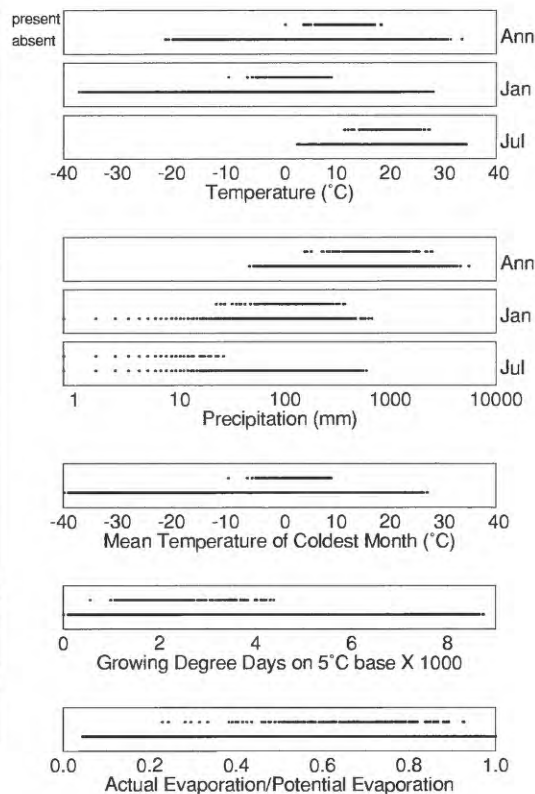 present
absent
Ann
Jan
Jul
-40 -30 -20 -10 0 10 20 30 40
Temperature (˚C)
Ann
Jan
Jul
1 10 100 1000 10000
Precipitation (mm)
-40 -30 -20 -10 0 10 20 30 40
Mean Temperature of Coldest Month (˚C)
0 2 4 6 8
Growing Degree Days on 5˚C base X 1000
0.0 0.2 0.4 0.6 0.8 1.0
Actual Evaporation/Potential Evaporation